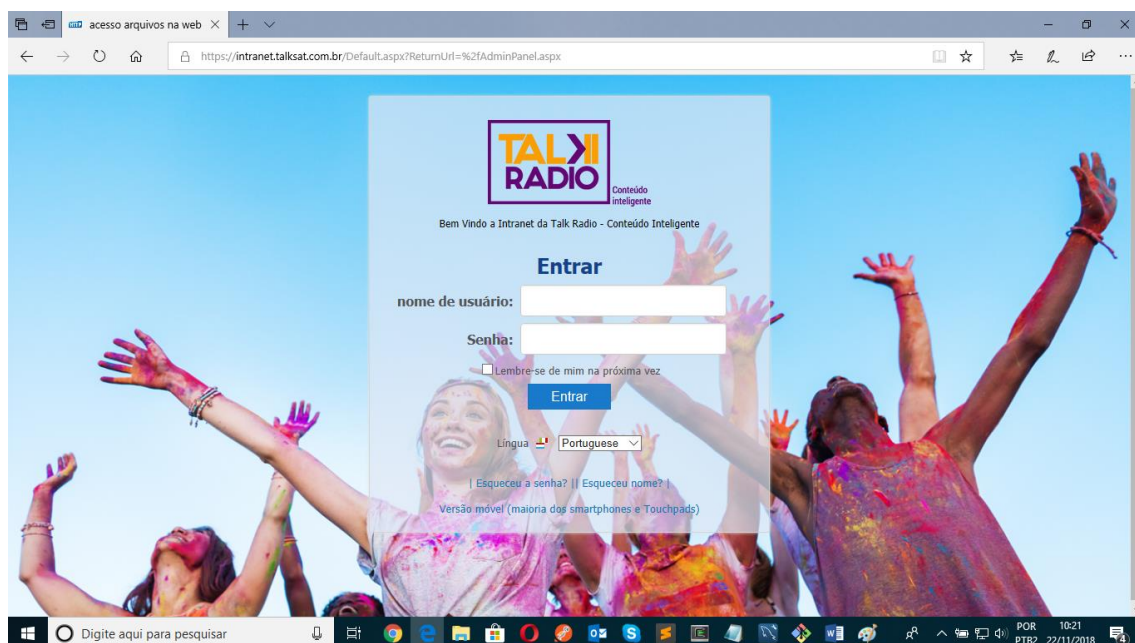 acesso arquivos na web
https://intranet.talksat.com.br/Default.aspx?ReturnUrl=%2fAdminPanel.aspx
TALK
RADIO
Conteúdo
inteligente
Bem Vindo a Intranet da Talk Radio - Conteúdo Inteligente
Entrar
nome de usuário:
Senha:
Lembre-se de mim na próxima vez
Entrar
Língua Portuguese
| Esqueceu a senha? || Esqueceu nome? |
Versão móvel (maioria dos smartphones e Touchpads)
Digite aqui para pesquisar
POR 10:21
PTB2 22/11/2018